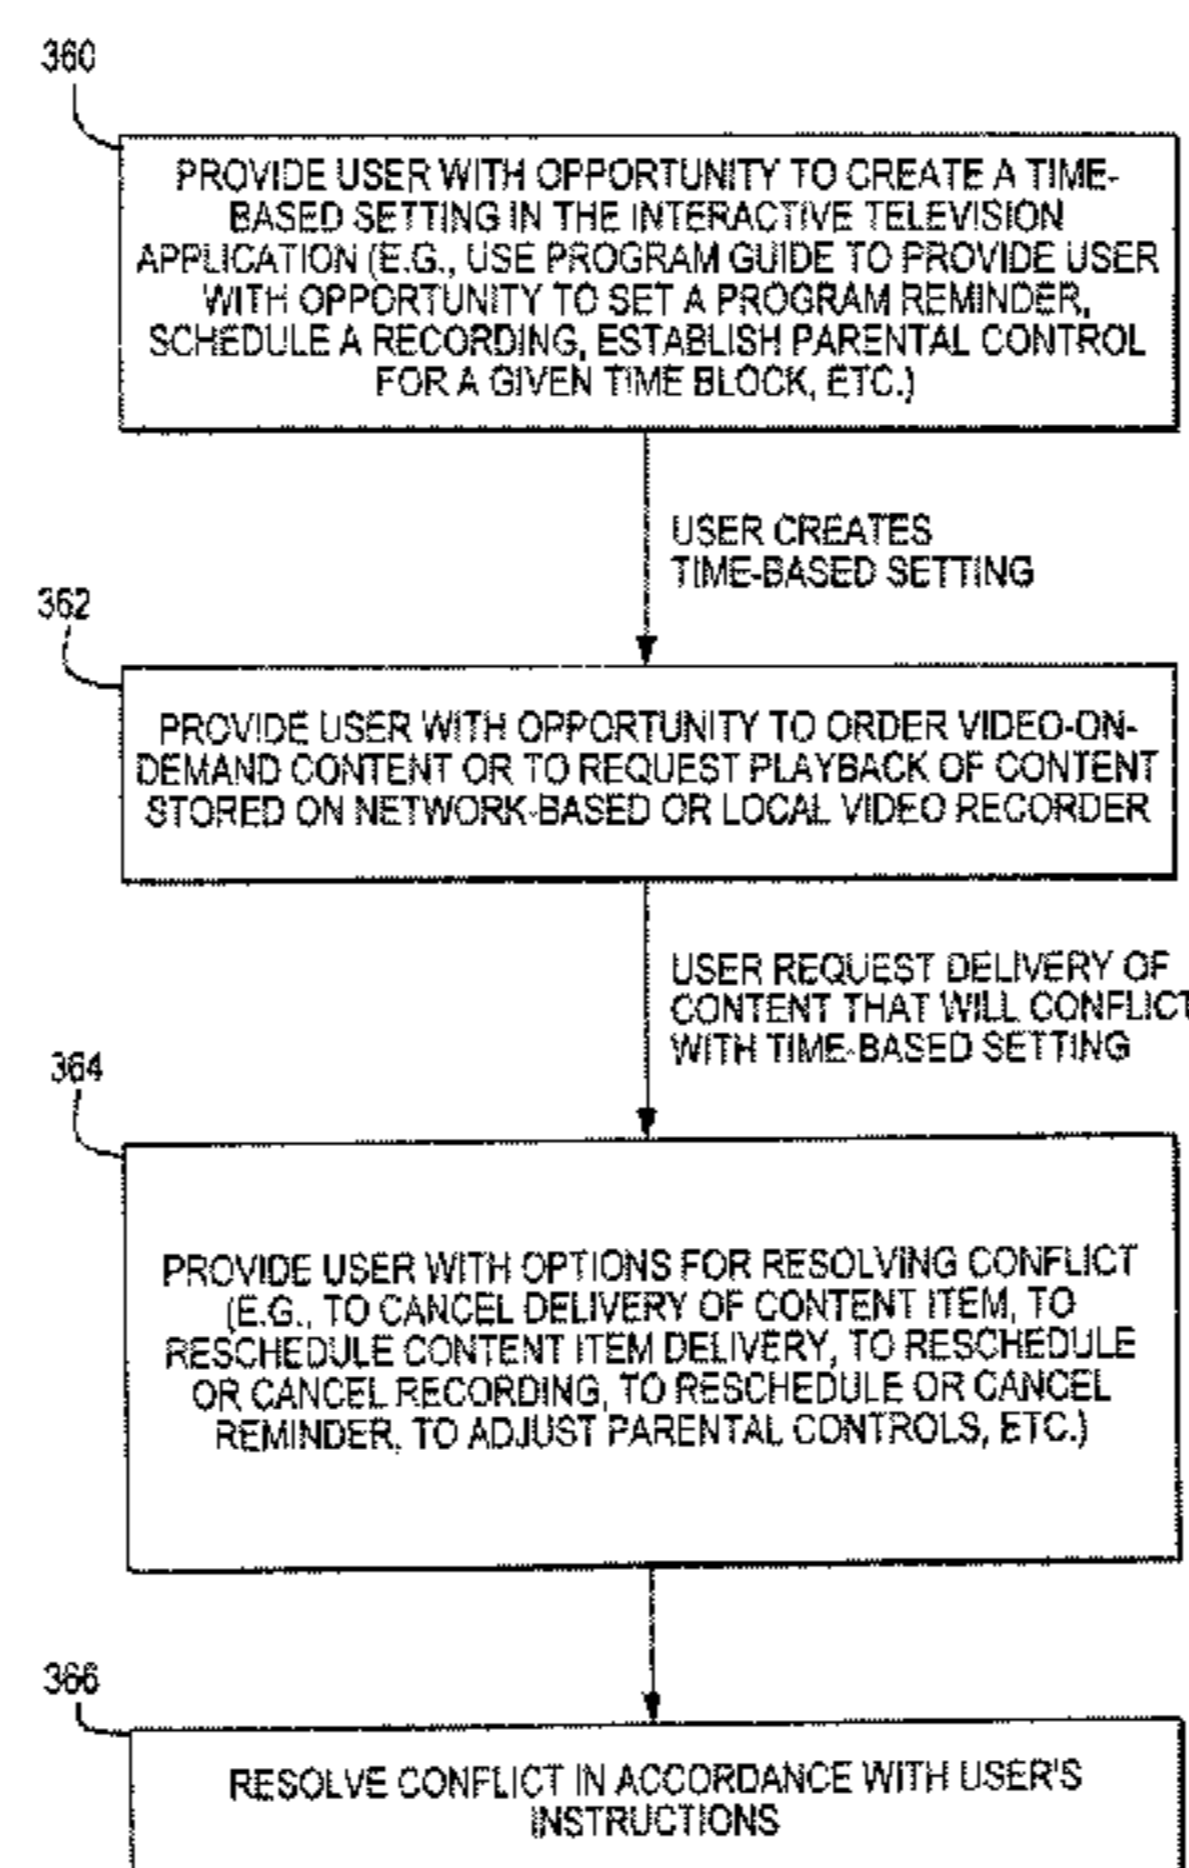 360
PROVIDE USER WITH OPPORTUNITY TO CREATE A TIME-
BASED SETTING IN THE INTERACTIVE TELEVISION
APPLICATION (E.G., USE PROGRAM GUIDE TO PROVIDE USER
WITH OPPORTUNITY TO SET A PROGRAM REMINDER,
SCHEDULE A RECORDING, ESTABLISH PARENTAL CONTROL
FOR A GIVEN TIME BLOCK, ETC.)
USER CREATES
TIME-BASED SETTING
362
PROVIDE USER WITH OPPORTUNITY TO ORDER VIDEO-ON-
DEMAND CONTENT OR TO REQUEST PLAYBACK OF CONTENT
STORED ON NETWORK-BASED OR LOCAL VIDEO RECORDER
USER REQUEST DELIVERY OF
CONTENT THAT WILL CONFLICT
WITH TIME-BASED SETTING
364
PROVIDE USER WITH OPTIONS FOR RESOLVING CONFLICT
(E.G., TO CANCEL DELIVERY OF CONTENT ITEM, TO
RESCHEDULE CONTENT ITEM DELIVERY, TO RESCHEDULE
OR CANCEL RECORDING, TO RESCHEDULE OR CANCEL
REMINDER, TO ADJUST PARENTAL CONTROLS, ETC.)
366
RESOLVE CONFLICT IN ACCORDANCE WITH USER'S
INSTRUCTIONS